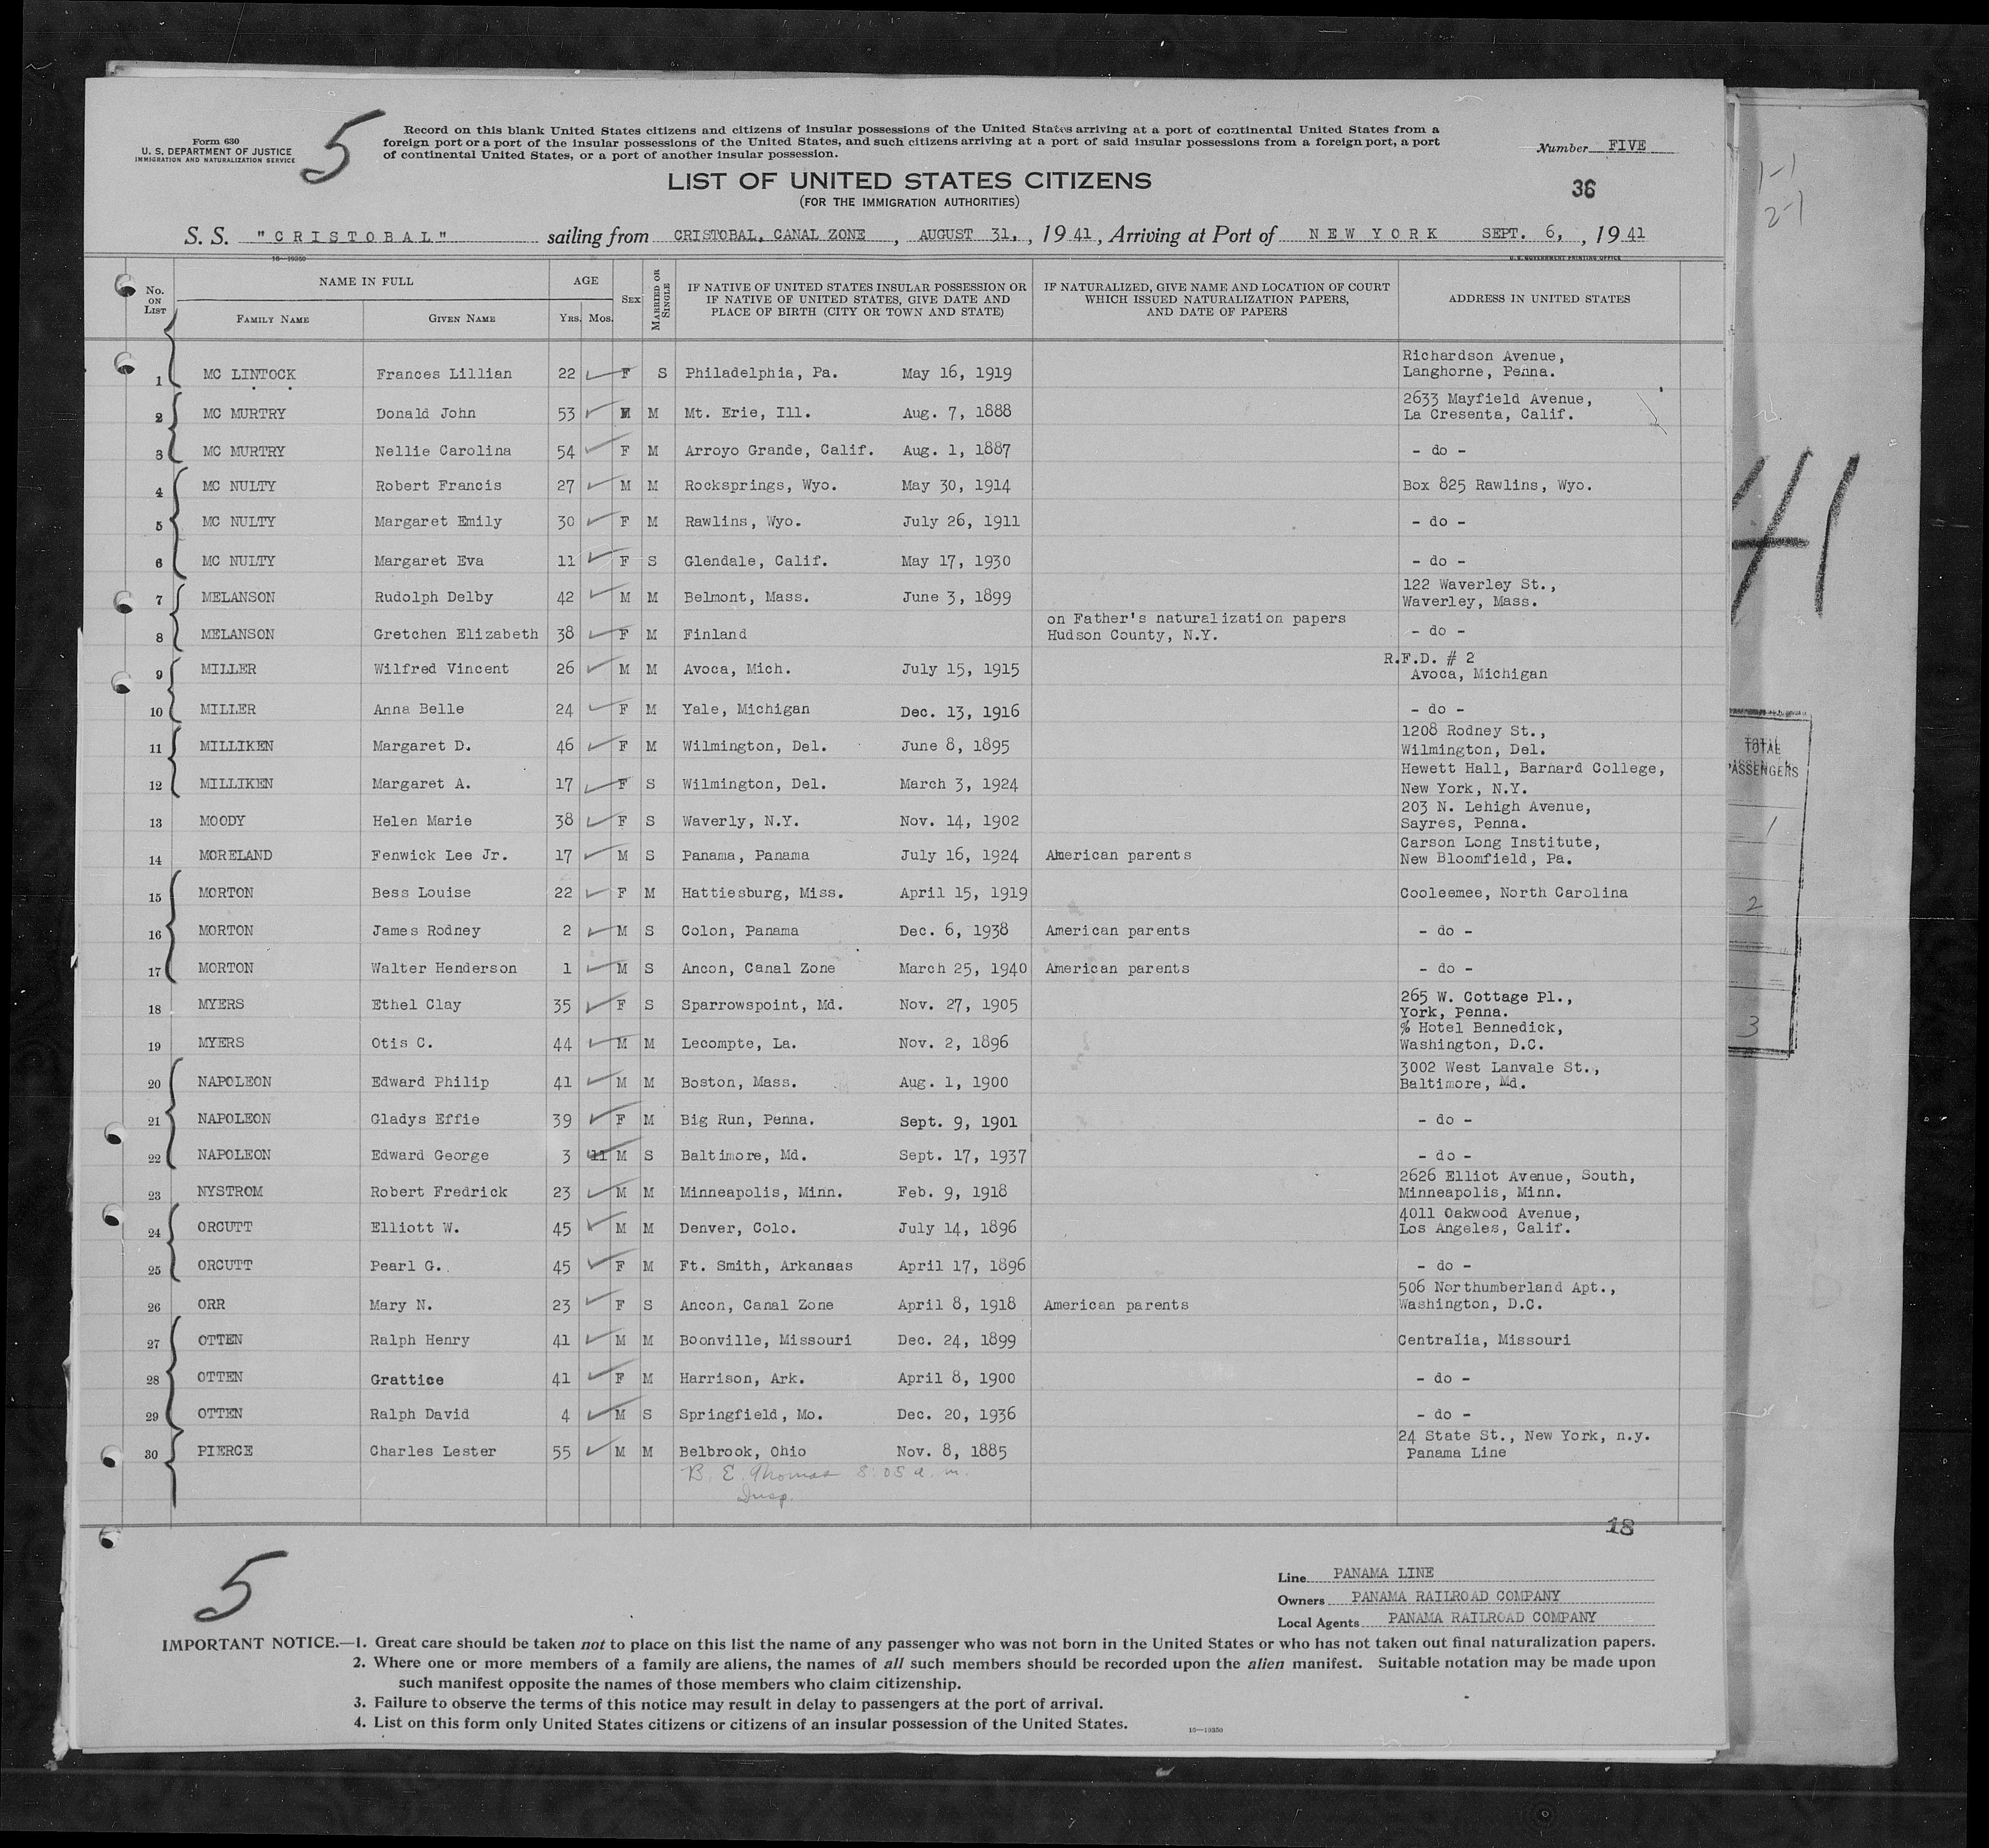 Form 630
U. S. DEPARTMENT OF JUSTICE
IMMIGRATION AND NATURALIZATION SERVICE
5
Record on this blank United States citizens and citizens of insular possessions of the United States arriving at a port of continental United States from a
foreign port or a port of the insular possessions of the United States, and such citizens arriving at a port of said insular possessions from a foreign port, a port
of continental United States, or a port of another insular possession.
Number FIVE
LIST OF UNITED STATES CITIZENS
(FOR THE IMMIGRATION AUTHORITIES)
36
S. S. "CRISTOBAL" sailing from CRISTOBAL, CANAL ZONE, AUGUST 31, , 19 41, Arriving at Port of NEW YORK SEPT. 6, , 19 41
16—19350 U. S. GOVERNMENT PRINTING OFFICE
No. ON LIST
NAME IN FULL
FAMILY NAME GIVEN NAME
AGE
YRS. MOS.
SEX
MARRIED OR SINGLE
IF NATIVE OF UNITED STATES INSULAR POSSESSION OR
IF NATIVE OF UNITED STATES, GIVE DATE AND
PLACE OF BIRTH (CITY OR TOWN AND STATE)
IF NATURALIZED, GIVE NAME AND LOCATION OF COURT
WHICH ISSUED NATURALIZATION PAPERS,
AND DATE OF PAPERS
ADDRESS IN UNITED STATES
Richardson Avenue,
1 MC LINTOCK Frances Lillian 22 F S Philadelphia, Pa. May 16, 1919 Langhorne, Penna.
2633 Mayfield Avenue,
2 MC MURTRY Donald John 53 M M Mt. Erie, Ill. Aug. 7, 1888 La Cresenta, Calif.
3 MC MURTRY Nellie Carolina 54 F M Arroyo Grande, Calif. Aug. 1, 1887 - do -
4 MC NULTY Robert Francis 27 M M Rocksprings, Wyo. May 30, 1914 Box 825 Rawlins, Wyo.
5 MC NULTY Margaret Emily 30 F M Rawlins, Wyo. July 26, 1911 - do -
6 MC NULTY Margaret Eva 11 F S Glendale, Calif. May 17, 1930 - do -
122 Waverley St.,
7 MELANSON Rudolph Delby 42 M M Belmont, Mass. June 3, 1899 Waverley, Mass.
on Father's naturalization papers
8 MELANSON Gretchen Elizabeth 38 F M Finland Hudson County, N.Y. - do -
R.F.D. # 2
9 MILLER Wilfred Vincent 26 M M Avoca, Mich. July 15, 1915 Avoca, Michigan
10 MILLER Anna Belle 24 F M Yale, Michigan Dec. 13, 1916 - do -
1208 Rodney St.,
11 MILLIKEN Margaret D. 46 F M Wilmington, Del. June 8, 1895 Wilmington, Del.
Hewett Hall, Barnard College,
12 MILLIKEN Margaret A. 17 F S Wilmington, Del. March 3, 1924 New York, N.Y.
203 N. Lehigh Avenue,
13 MOODY Helen Marie 38 F S Waverly, N.Y. Nov. 14, 1902 Sayres, Penna.
Carson Long Institute,
14 MORELAND Fenwick Lee Jr. 17 M S Panama, Panama July 16, 1924 American parents New Bloomfield, Pa.
15 MORTON Bess Louise 22 F M Hattiesburg, Miss. April 15, 1919 Cooleemee, North Carolina
16 MORTON James Rodney 2 M S Colon, Panama Dec. 6, 1938 American parents - do -
17 MORTON Walter Henderson 1 M S Ancon, Canal Zone March 25, 1940 American parents - do -
265 W. Cottage Pl.,
18 MYERS Ethel Clay 35 F S Sparrowspoint, Md. Nov. 27, 1905 York, Penna.
% Hotel Bennedick,
19 MYERS Otis C. 44 M M Lecompte, La. Nov. 2, 1896 Washington, D.C.
3002 West Lanvale St.,
20 NAPOLEON Edward Philip 41 M M Boston, Mass. Aug. 1, 1900 Baltimore, Md.
21 NAPOLEON Gladys Effie 39 F M Big Run, Penna. Sept. 9, 1901 - do -
22 NAPOLEON Edward George 3 11 M S Baltimore, Md. Sept. 17, 1937 - do -
2626 Elliot Avenue, South,
23 NYSTROM Robert Fredrick 23 M M Minneapolis, Minn. Feb. 9, 1918 Minneapolis, Minn.
4011 Oakwood Avenue,
24 ORCUTT Elliott W. 45 M M Denver, Colo. July 14, 1896 Los Angeles, Calif.
25 ORCUTT Pearl G. 45 F M Ft. Smith, Arkansas April 17, 1896 - do -
506 Northumberland Apt.,
26 ORR Mary N. 23 F S Ancon, Canal Zone April 8, 1918 American parents Washington, D.C.
27 OTTEN Ralph Henry 41 M M Boonville, Missouri Dec. 24, 1899 Centralia, Missouri
28 OTTEN Grattice 41 F M Harrison, Ark. April 8, 1900 - do -
29 OTTEN Ralph David 4 M S Springfield, Mo. Dec. 20, 1936 - do -
24 State St., New York, n.y.
30 PIERCE Charles Lester 55 M M Belbrook, Ohio Nov. 8, 1885 Panama Line
B. E. Thomas 8:05 a.m.
Insp.
18
5
Line PANAMA LINE
Owners PANAMA RAILROAD COMPANY
Local Agents PANAMA RAILROAD COMPANY
IMPORTANT NOTICE.—1. Great care should be taken not to place on this list the name of any passenger who was not born in the United States or who has not taken out final naturalization papers.
2. Where one or more members of a family are aliens, the names of all such members should be recorded upon the alien manifest. Suitable notation may be made upon
such manifest opposite the names of those members who claim citizenship.
3. Failure to observe the terms of this notice may result in delay to passengers at the port of arrival.
4. List on this form only United States citizens or citizens of an insular possession of the United States.
16—19350
1-1
2-1
41
TOTAL
PASSENGERS
1
2
3